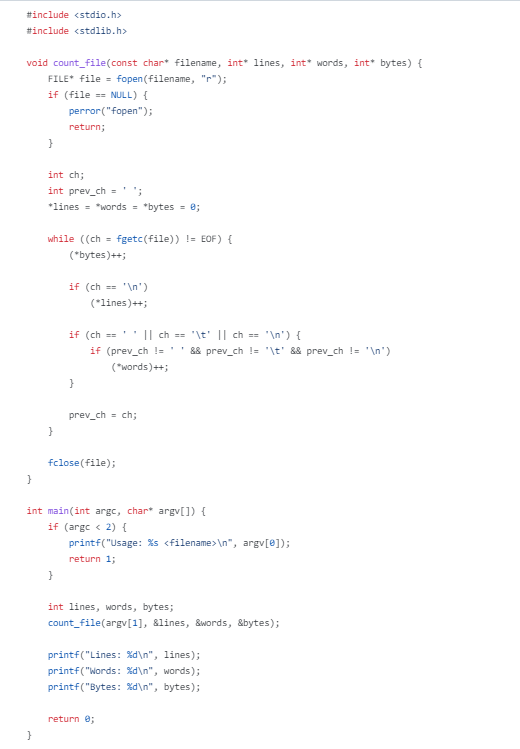 #include <stdio.h>
#include <stdlib.h>

void count_file(const char* filename, int* lines, int* words, int* bytes) {
    FILE* file = fopen(filename, "r");
    if (file == NULL) {
        perror("fopen");
        return;
    }

    int ch;
    int prev_ch = ' ';
    *lines = *words = *bytes = 0;

    while ((ch = fgetc(file)) != EOF) {
        (*bytes)++;

        if (ch == '\n')
            (*lines)++;

        if (ch == ' ' || ch == '\t' || ch == '\n') {
            if (prev_ch != ' ' && prev_ch != '\t' && prev_ch != '\n')
                (*words)++;
        }

        prev_ch = ch;
    }

    fclose(file);
}

int main(int argc, char* argv[]) {
    if (argc < 2) {
        printf("Usage: %s <filename>\n", argv[0]);
        return 1;
    }

    int lines, words, bytes;
    count_file(argv[1], &lines, &words, &bytes);

    printf("Lines: %d\n", lines);
    printf("Words: %d\n", words);
    printf("Bytes: %d\n", bytes);

    return 0;
}